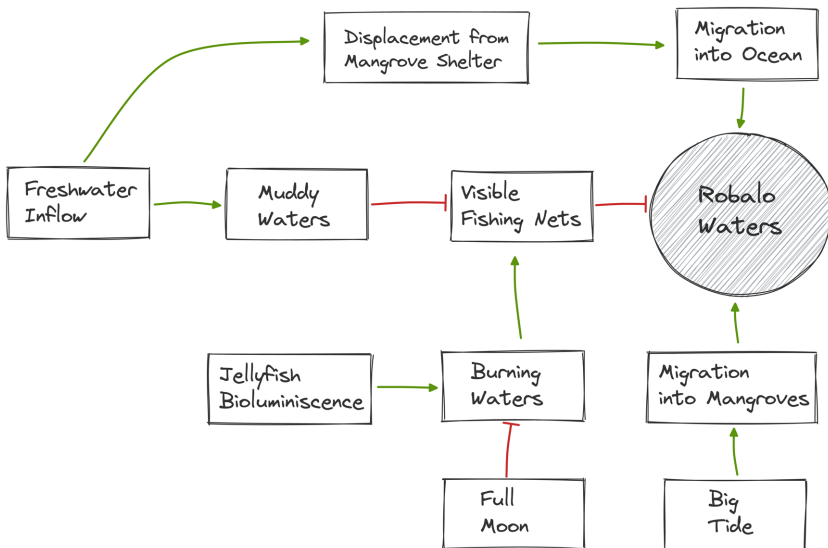 Displacement from
Mangrove Shelter
Migration
into Ocean
Freshwater
Inflow
Muddy
Waters
Visible
Fishing Nets
Robalo
Waters
Jellyfish
Bioluminiscence
Burning
Waters
Migration
into Mangroves
Full
Moon
Big
Tide